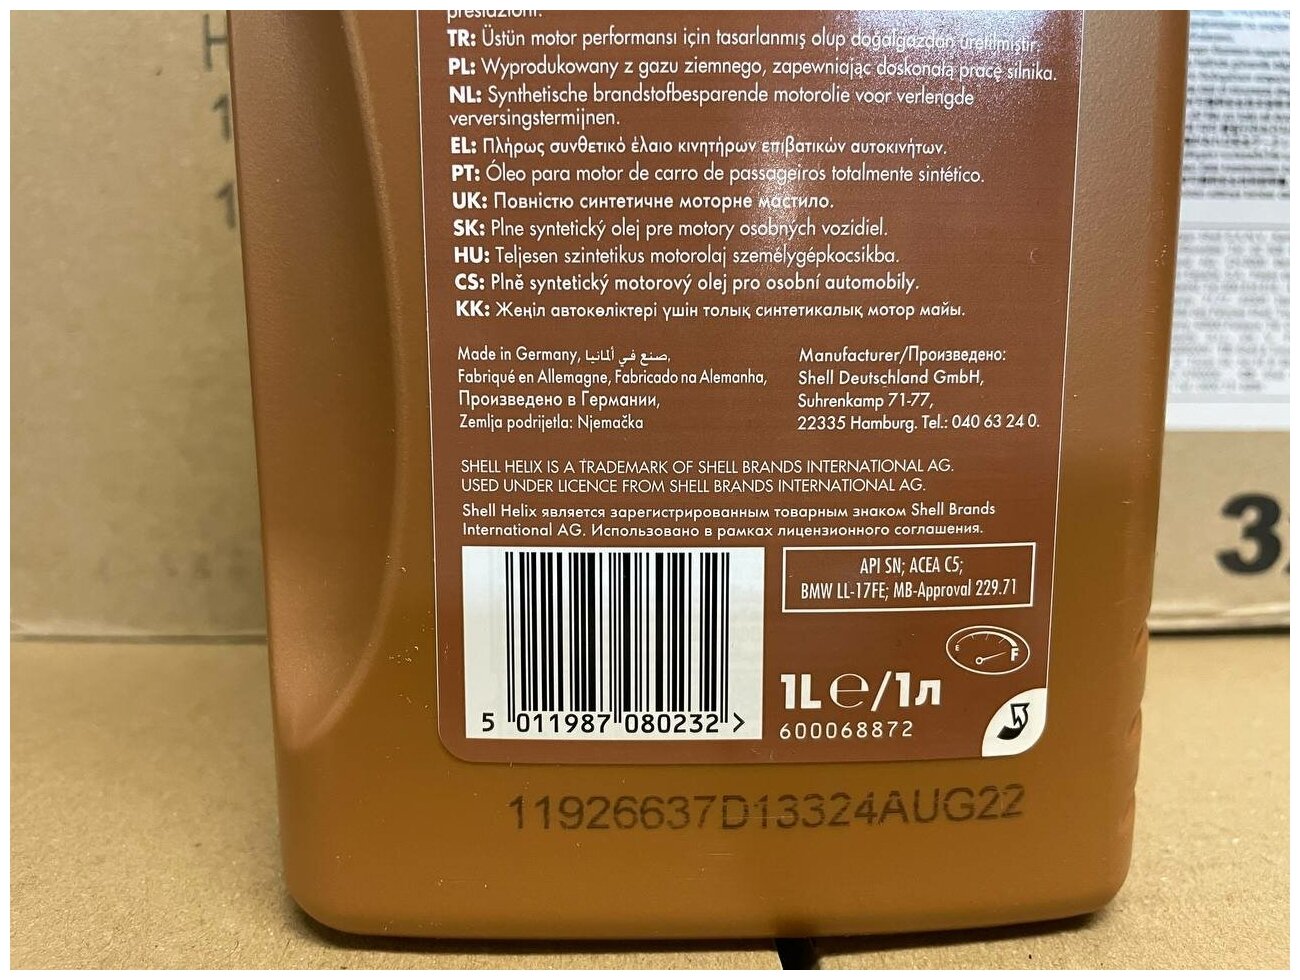 prestazioni.
TR: Üstün motor performansı için tasarlanmış olup doğalgazdan üretilmiştir.
PL: Wyprodukowany z gazu ziemnego, zapewniając doskonałą pracę silnika.
NL: Synthetische brandstofbesparende motorolie voor verlengde
verversingstermijnen.
EL: Πλήρως συνθετικό έλαιο κινητήρων επιβατικών αυτοκινήτων.
PT: Óleo para motor de carro de passageiros totalmente sintético.
UK: Повністю синтетичне моторне мастило.
SK: Plne syntetický olej pre motory osobných vozidiel.
HU: Teljesen szintetikus motorolaj személygépkocsikba.
CS: Plně syntetický motorový olej pro osobní automobily.
KK: Жеңіл автокөліктері үшін толық синтетикалық мотор майы.
Made in Germany, صنع في ألمانيا,
Fabriqué en Allemagne, Fabricado na Alemanha,
Произведено в Германии,
Zemlja podrijetla: Njemačka
Manufacturer/Произведено:
Shell Deutschland GmbH,
Suhrenkamp 71-77,
22335 Hamburg. Tel.: 040 63 24 0.
SHELL HELIX IS A TRADEMARK OF SHELL BRANDS INTERNATIONAL AG.
USED UNDER LICENCE FROM SHELL BRANDS INTERNATIONAL AG.
Shell Helix является зарегистрированным товарным знаком Shell Brands
International AG. Использовано в рамках лицензионного соглашения.
API SN; ACEA C5;
BMW LL-17FE; MB-Approval 229.71
E F
1L ℮/1л
600068872
5 011987 080232 >
11926637D13324AUG22
3